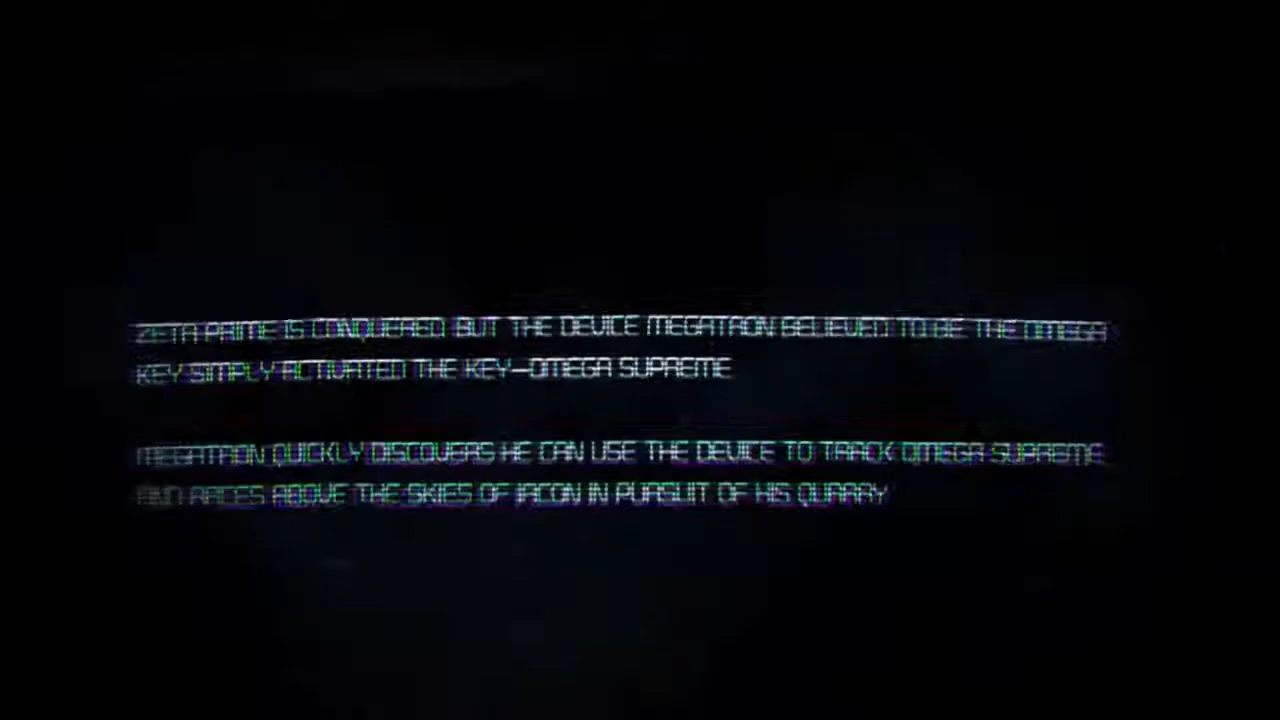 ZETA PRIME IS CONQUERED, BUT THE DEVICE MEGATRON BELIEVED TO BE THE OMEGA
KEY SIMPLY ACTIVATED THE KEY—OMEGA SUPREME.
MEGATRON QUICKLY DISCOVERS HE CAN USE THE DEVICE TO TRACK OMEGA SUPREME
AND RACES ABOVE THE SKIES OF IACON IN PURSUIT OF HIS QUARRY